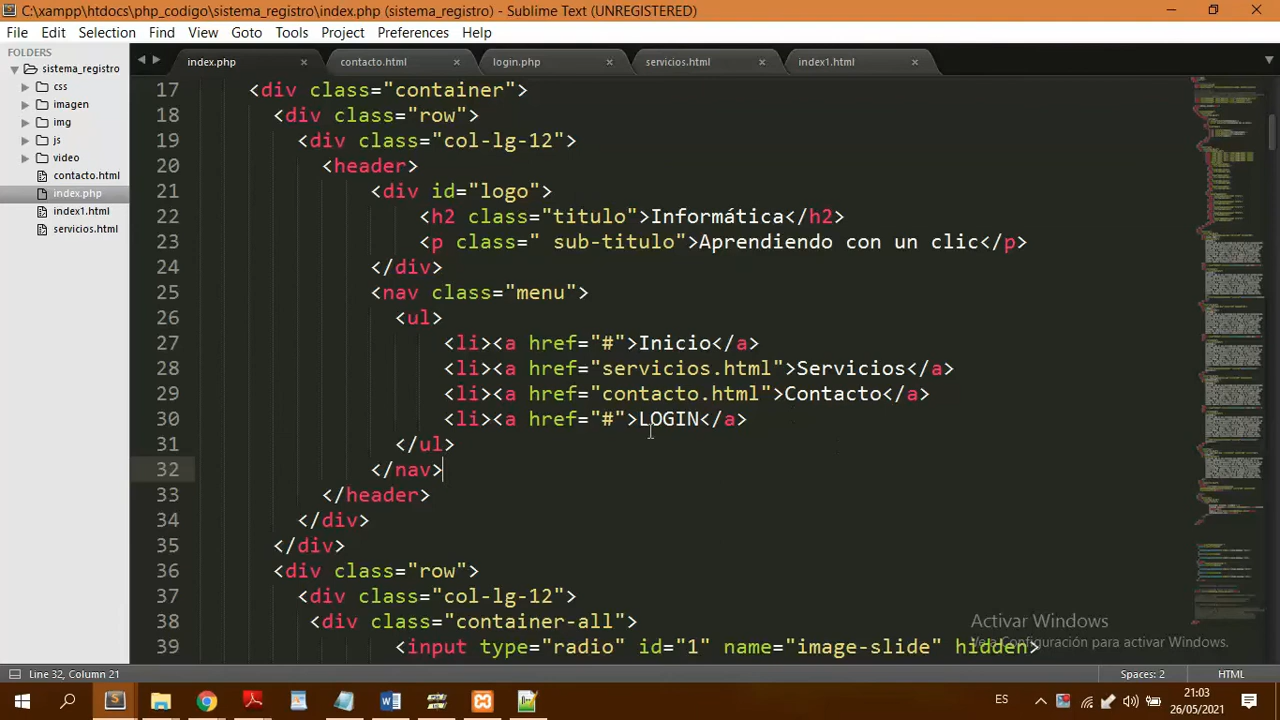 C:\xampp\htdocs\php_codigo\sistema_registro\index.php (sistema_registro) - Sublime Text (UNREGISTERED)
File Edit Selection Find View Goto Tools Project Preferences Help
FOLDERS
sistema_registro
css
imagen
img
js
video
contacto.html
index.php
index1.html
servicios.html
index.php × contacto.html × login.php × servicios.html × index1.html ×
17 <div class="container">
18 <div class="row">
19 <div class="col-lg-12">
20 <header>
21 <div id="logo">
22 <h2 class="titulo">Informática</h2>
23 <p class=" sub-titulo">Aprendiendo con un clic</p>
24 </div>
25 <nav class="menu">
26 <ul>
27 <li><a href="#">Inicio</a>
28 <li><a href="servicios.html">Servicios</a>
29 <li><a href="contacto.html">Contacto</a>
30 <li><a href="#">LOGIN</a>
31 </ul>
32 </nav>
33 </header>
34 </div>
35 </div>
36 <div class="row">
37 <div class="col-lg-12">
38 <div class="container-all">
39 <input type="radio" id="1" name="image-slide" hidden>
Activar Windows
Ve a Configuración para activar Windows.
Line 32, Column 21 Spaces: 2 HTML
ES 21:03
26/05/2021